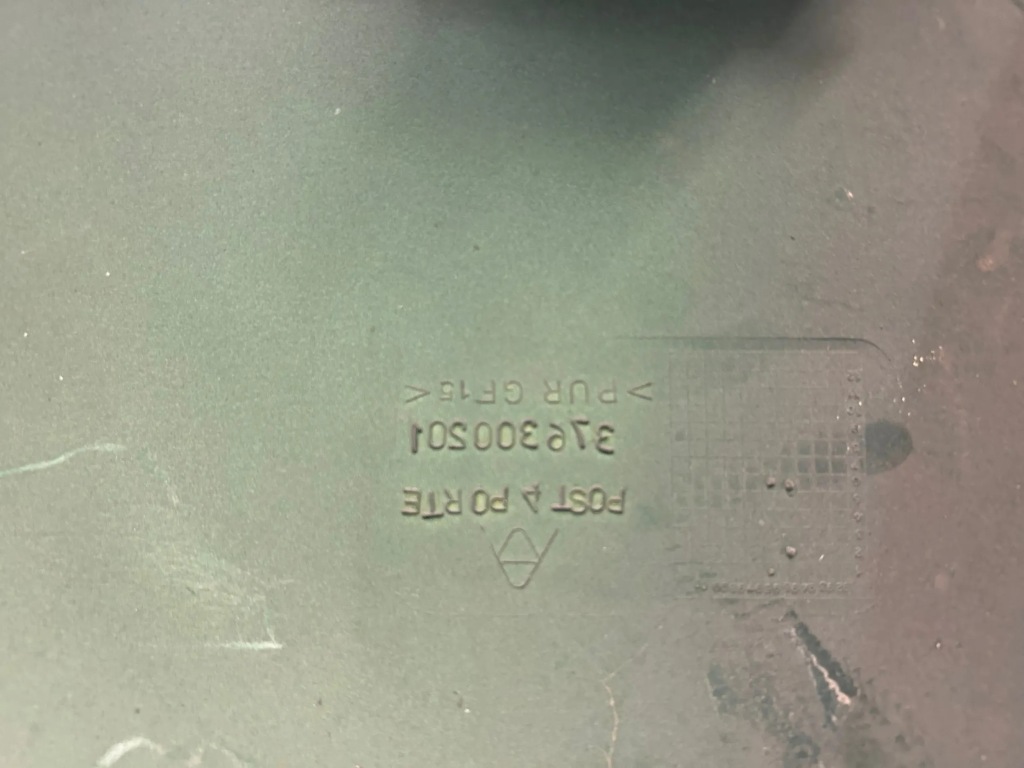 POST A PORTE
376300201
>PUR GF15<